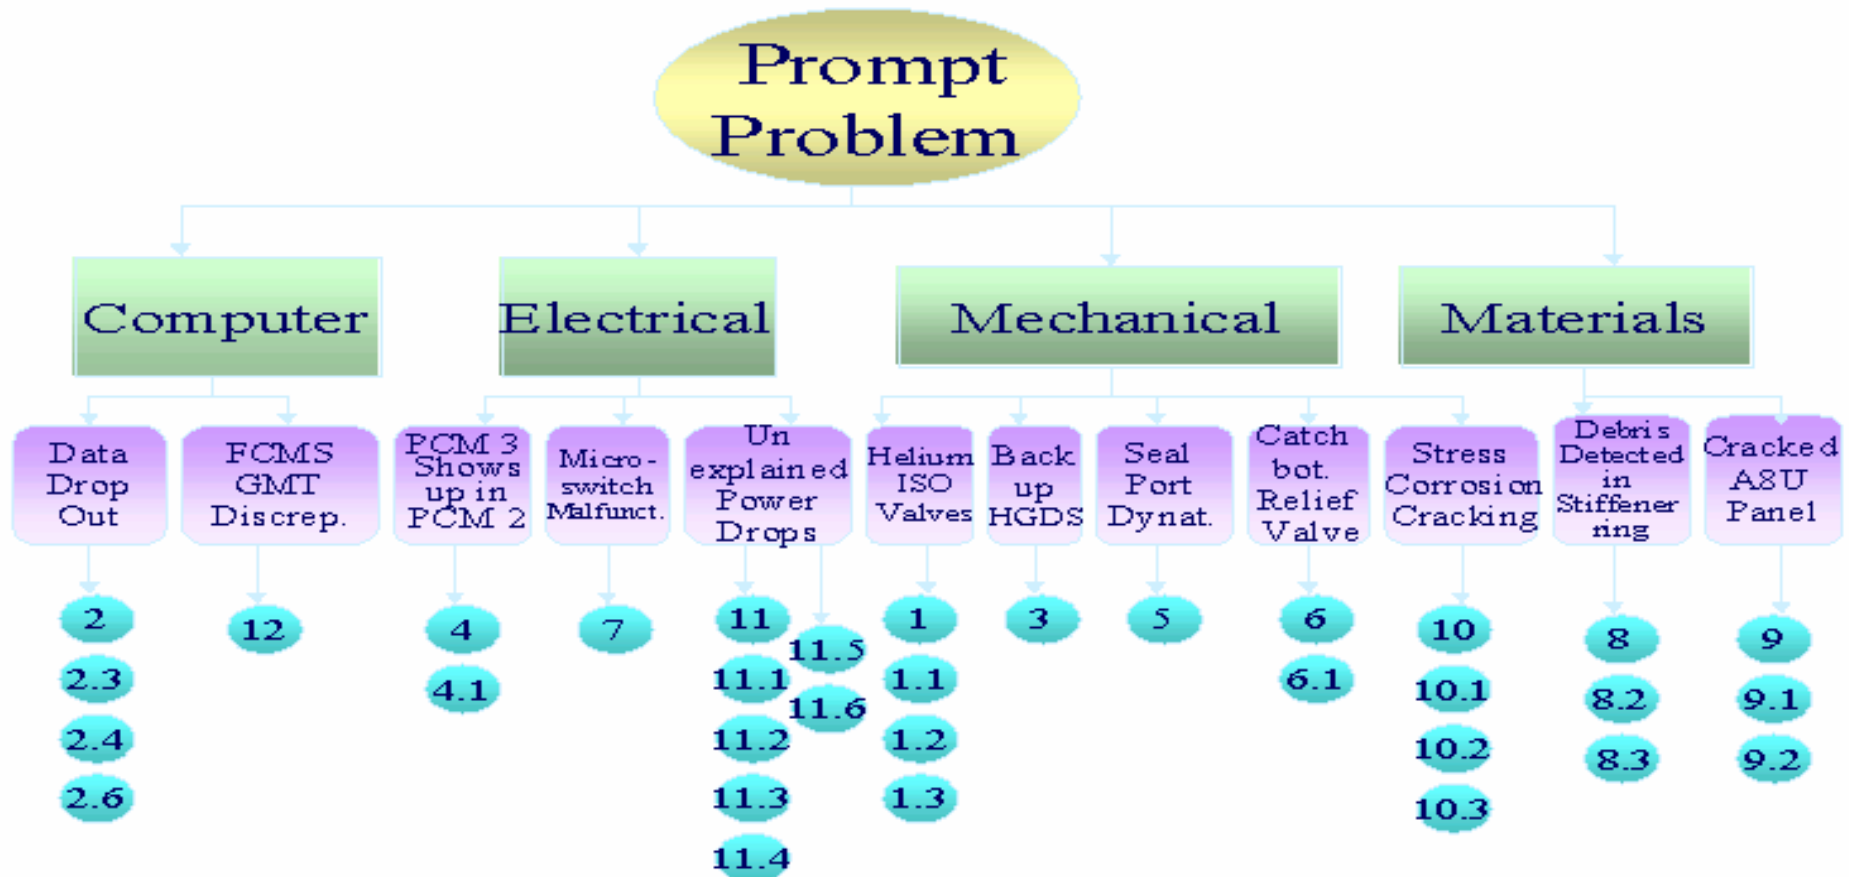 Prompt
Problem
Computer
Electrical
Mechanical
Materials
Data
Drop
Out
FCMS
GMT
Discrep.
PCM 3
Shows
up in
PCM 2
Micro-
switch
Malfunct.
Un
explained
Power
Drops
Helium
ISO
Valves
Back
up
HGDS
Seal
Port
Dynat.
Catch
bot.
Relief
Valve
Stress
Corrosion
Cracking
Debris
Detected
in
Stiffener
ring
Cracked
A8U
Panel
2
2.3
2.4
2.6
12
4
4.1
7
11
11.1
11.2
11.3
11.4
11.5
11.6
1
1.1
1.2
1.3
3
5
6
6.1
10
10.1
10.2
10.3
8
8.2
8.3
9
9.1
9.2